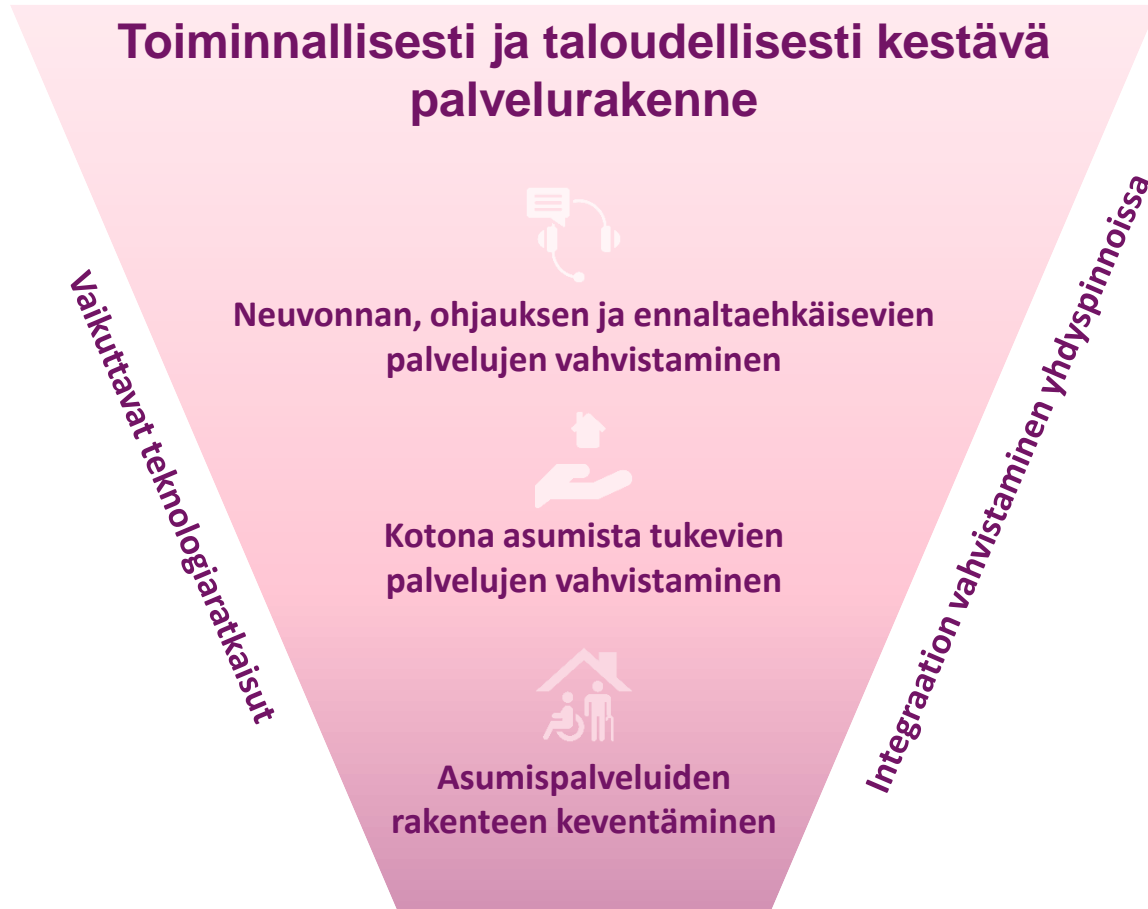 Toiminnallisesti ja taloudellisesti kestävä
palvelurakenne
Neuvonnan, ohjauksen ja ennaltaehkäisevien
palvelujen vahvistaminen
Kotona asumista tukevien
palvelujen vahvistaminen
Asumispalveluiden
rakenteen keventäminen
Vaikuttavat teknologiaratkaisut
Integraation vahvistaminen yhdyspinnoissa